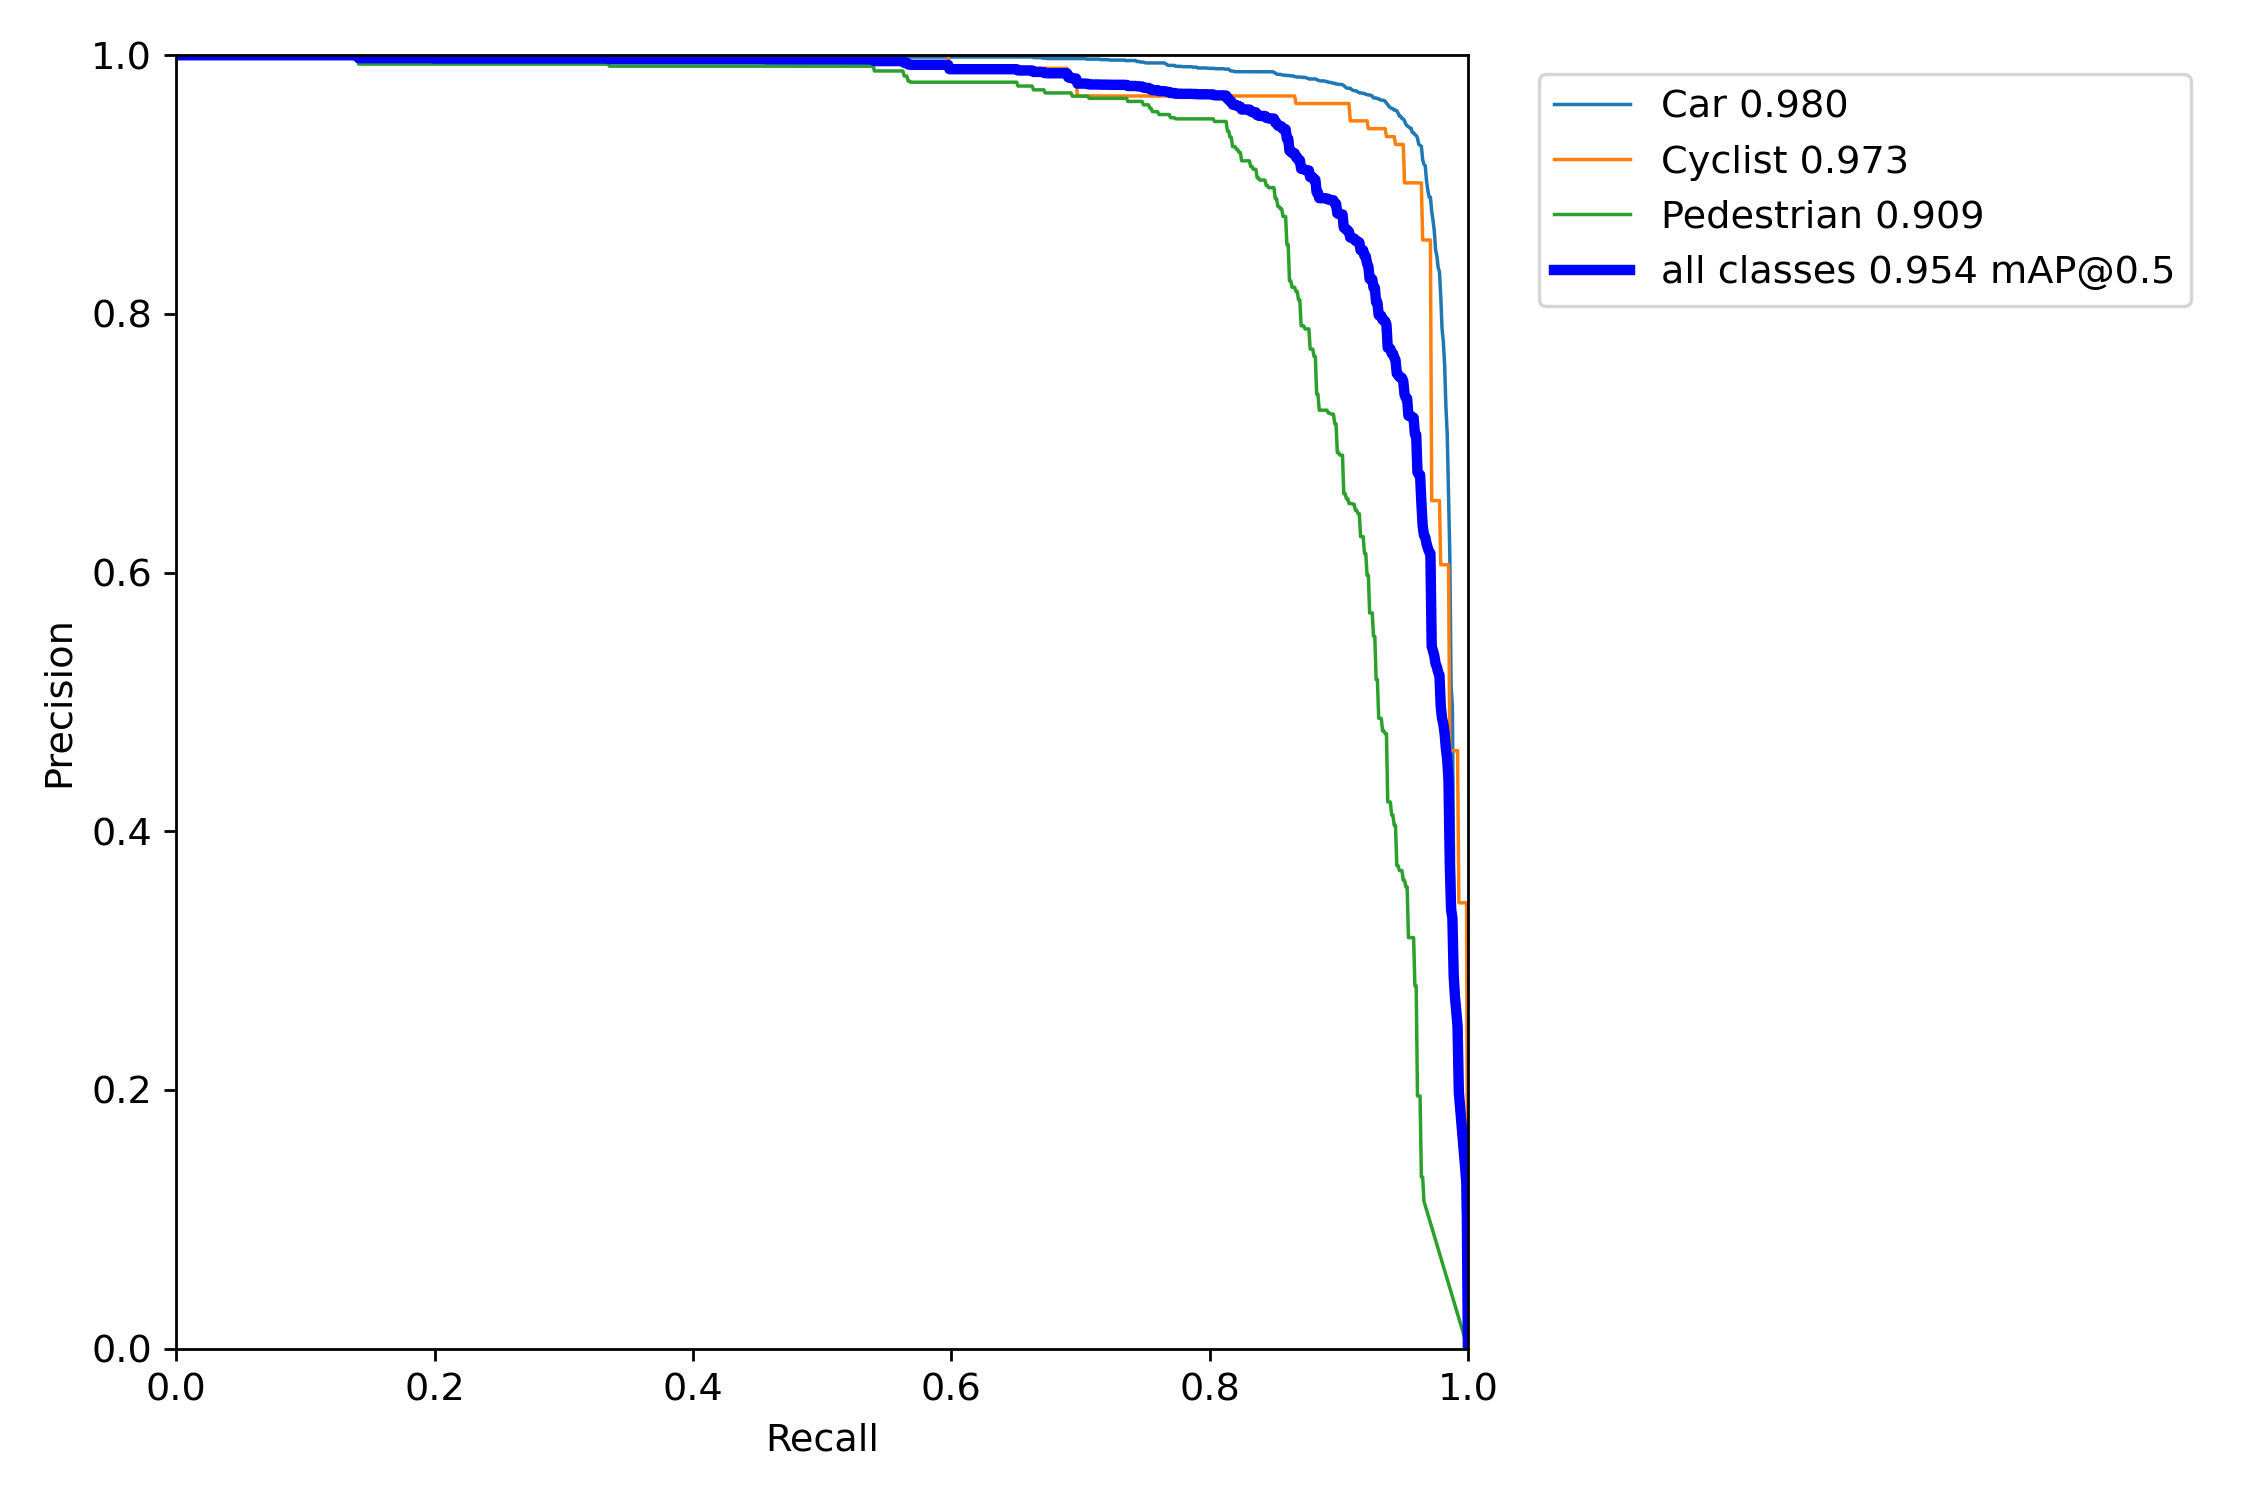 1.0
0.8
0.6
0.4
0.2
0.0
0.0 0.2 0.4 0.6 0.8 1.0
Precision
Recall
Car 0.980
Cyclist 0.973
Pedestrian 0.909
all classes 0.954 mAP@0.5